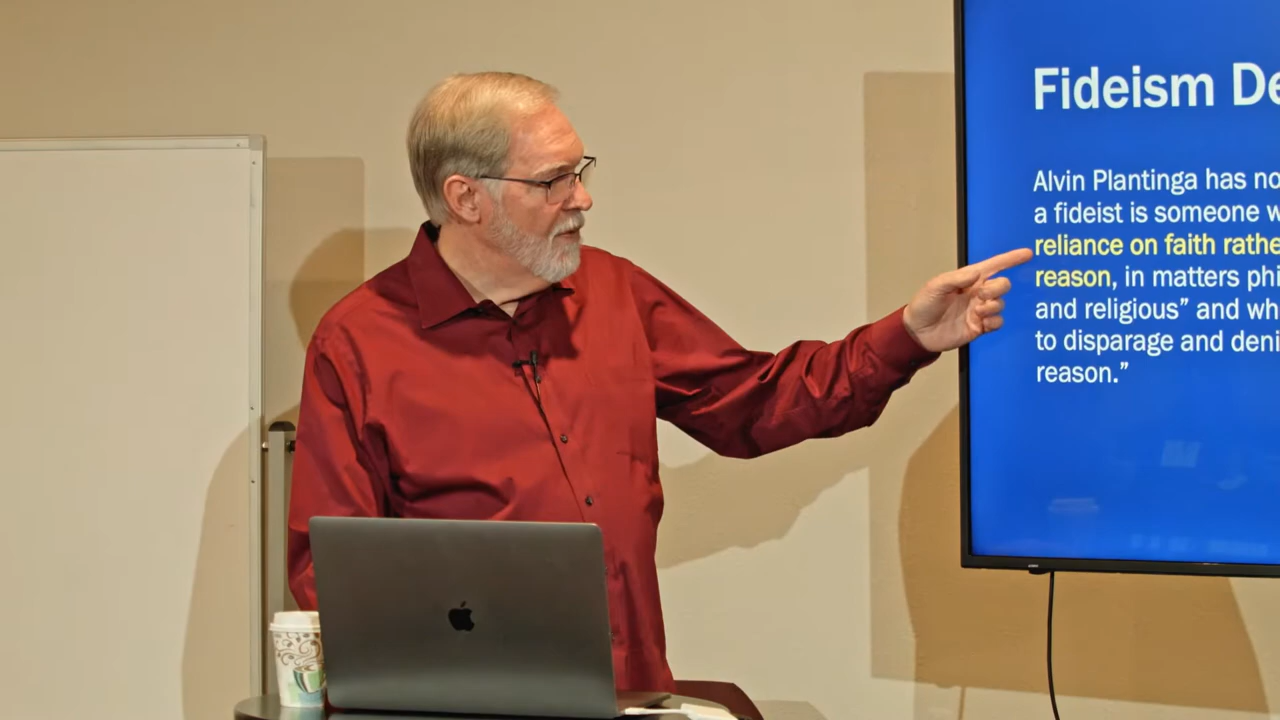 Fideism De
Alvin Plantinga has no
a fideist is someone w
reliance on faith rathe
reason, in matters phi
and religious” and wh
to disparage and deni
reason.”